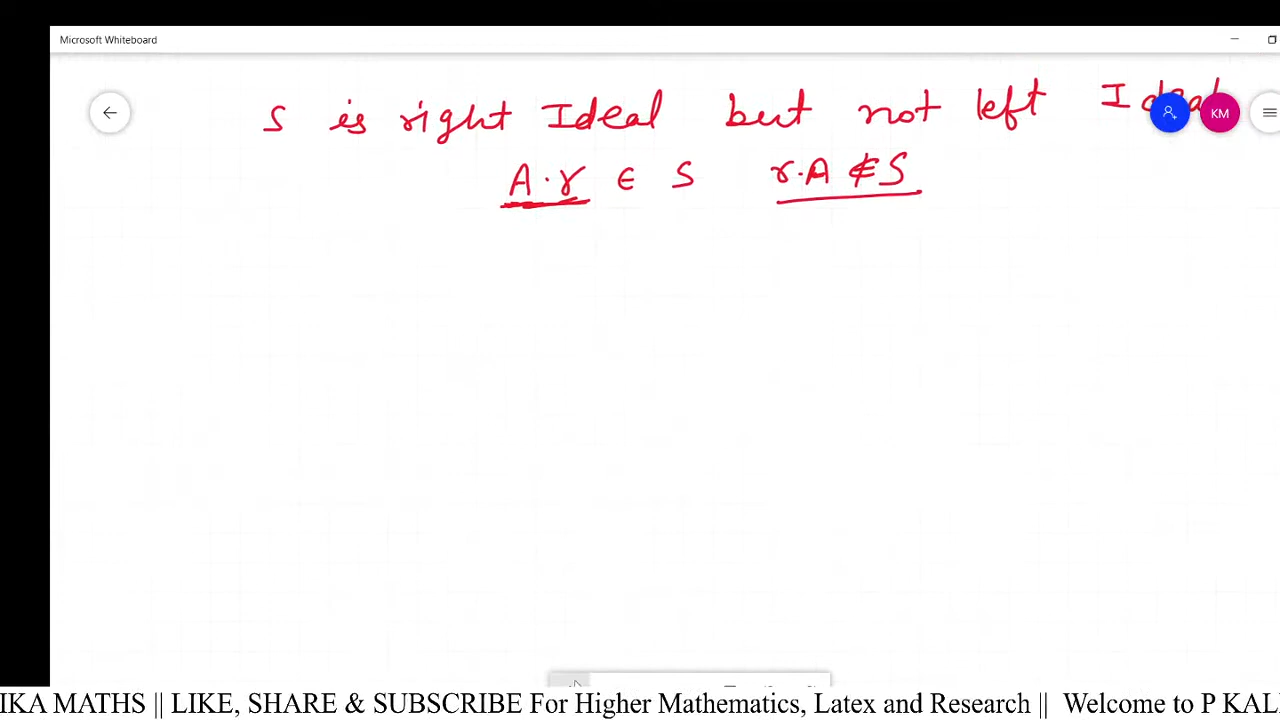 Microsoft Whiteboard
S is right Ideal but not left Ideal
KM
A·r ∈ S r·A ∉ S
IKA MATHS || LIKE, SHARE & SUBSCRIBE For Higher Mathematics, Latex and Research || Welcome to P KAL